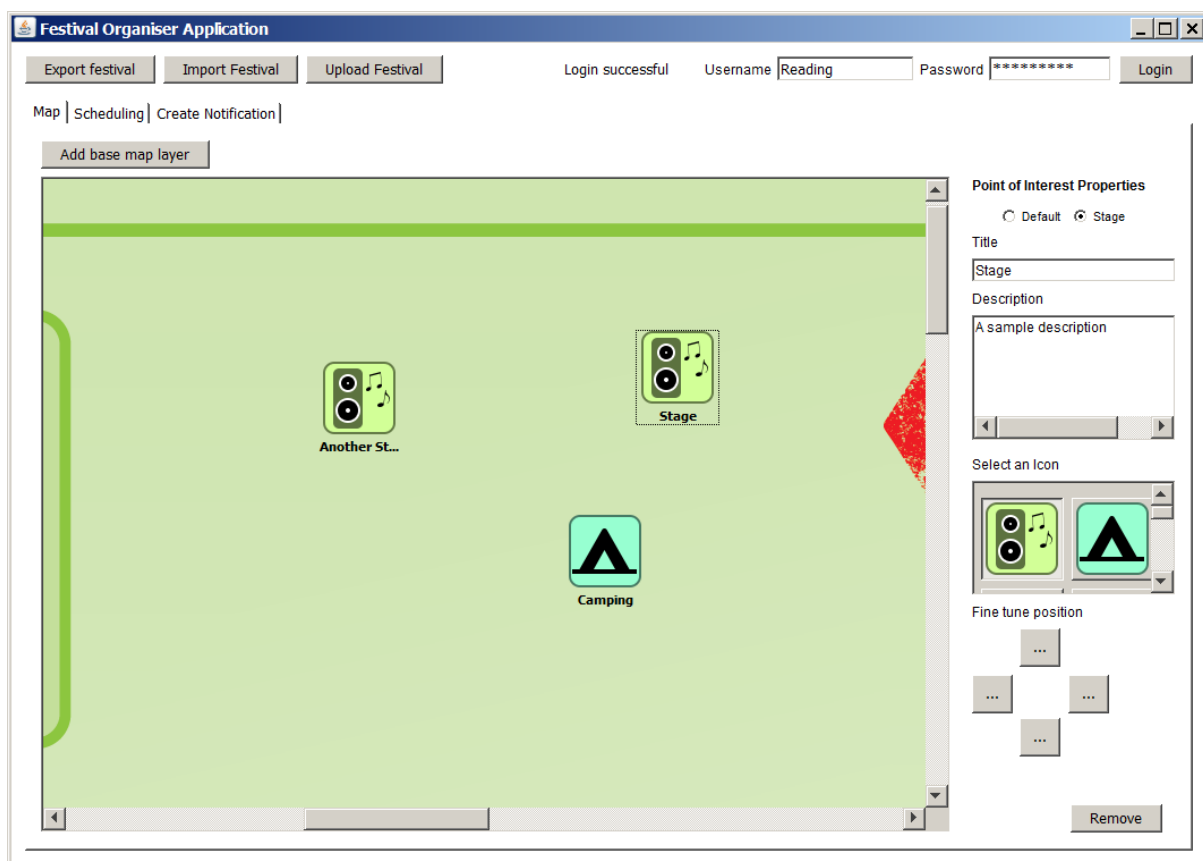 Festival Organiser Application
Export festival Import Festival Upload Festival Login successful Username Reading Password ********* Login
Map Scheduling Create Notification
Add base map layer
Point of Interest Properties
Default Stage
Title
Stage
Description
A sample description
Stage
Another St...
Select an Icon
Camping
Fine tune position
...
... ...
...
Remove